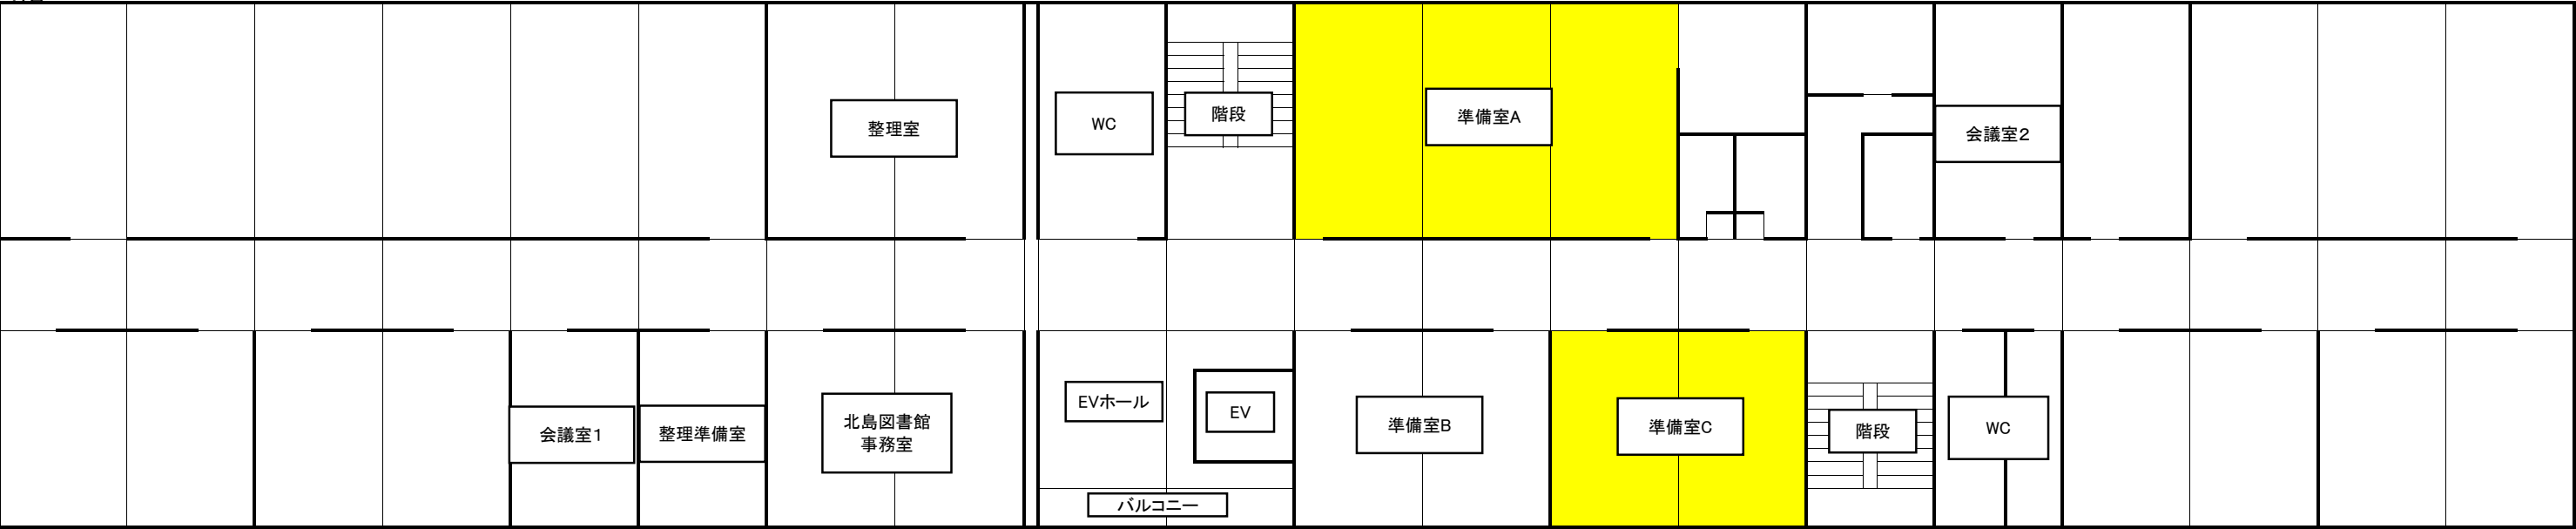 整理室
WC
階段
準備室A
会議室2
会議室1
整理準備室
北島図書館
事務室
EVホール
EV
準備室B
準備室C
階段
WC
バルコニー